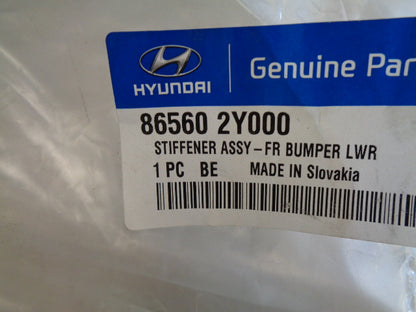 HYUNDAI
Genuine Par
86560 2Y000
STIFFENER ASSY-FR BUMPER LWR
1 PC BE MADE IN Slovakia